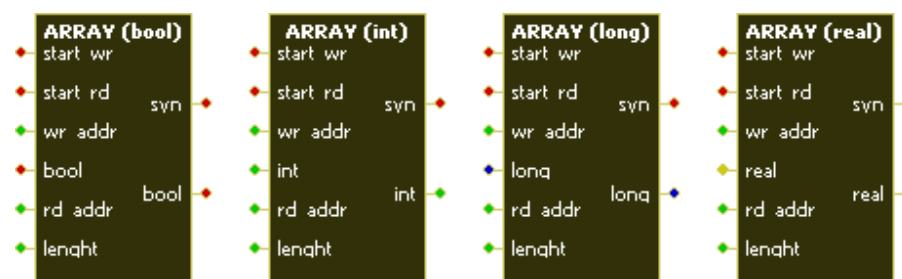 ARRAY (bool)
start wr
start rd
syn
wr addr
bool
bool
rd addr
lenght
ARRAY (int)
start wr
start rd
syn
wr addr
int
int
rd addr
lenght
ARRAY (long)
start wr
start rd
syn
wr addr
long
long
rd addr
lenght
ARRAY (real)
start wr
start rd
syn
wr addr
real
real
rd addr
lenght